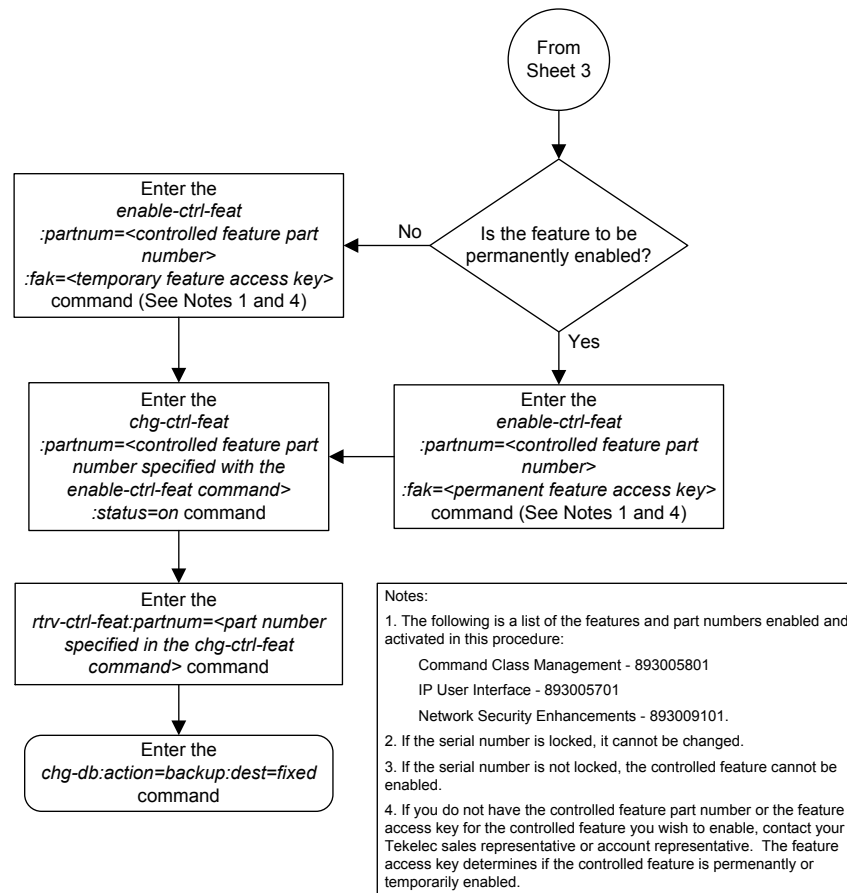 From
Sheet 3
Is the feature to be
permanently enabled?
No
Yes
Enter the
enable-ctrl-feat
:partnum=<controlled feature part
number>
:fak=<temporary feature access key>
command (See Notes 1 and 4)
Enter the
enable-ctrl-feat
:partnum=<controlled feature part
number>
:fak=<permanent feature access key>
command (See Notes 1 and 4)
Enter the
chg-ctrl-feat
:partnum=<controlled feature part
number specified with the
enable-ctrl-feat command>
:status=on command
Enter the
rtrv-ctrl-feat:partnum=<part number
specified in the chg-ctrl-feat
command> command
Enter the
chg-db:action=backup:dest=fixed
command
Notes:
1. The following is a list of the features and part numbers enabled and
activated in this procedure:
Command Class Management - 893005801
IP User Interface - 893005701
Network Security Enhancements - 893009101.
2. If the serial number is locked, it cannot be changed.
3. If the serial number is not locked, the controlled feature cannot be
enabled.
4. If you do not have the controlled feature part number or the feature
access key for the controlled feature you wish to enable, contact your
Tekelec sales representative or account representative.  The feature
access key determines if the controlled feature is permenantly or
temporarily enabled.